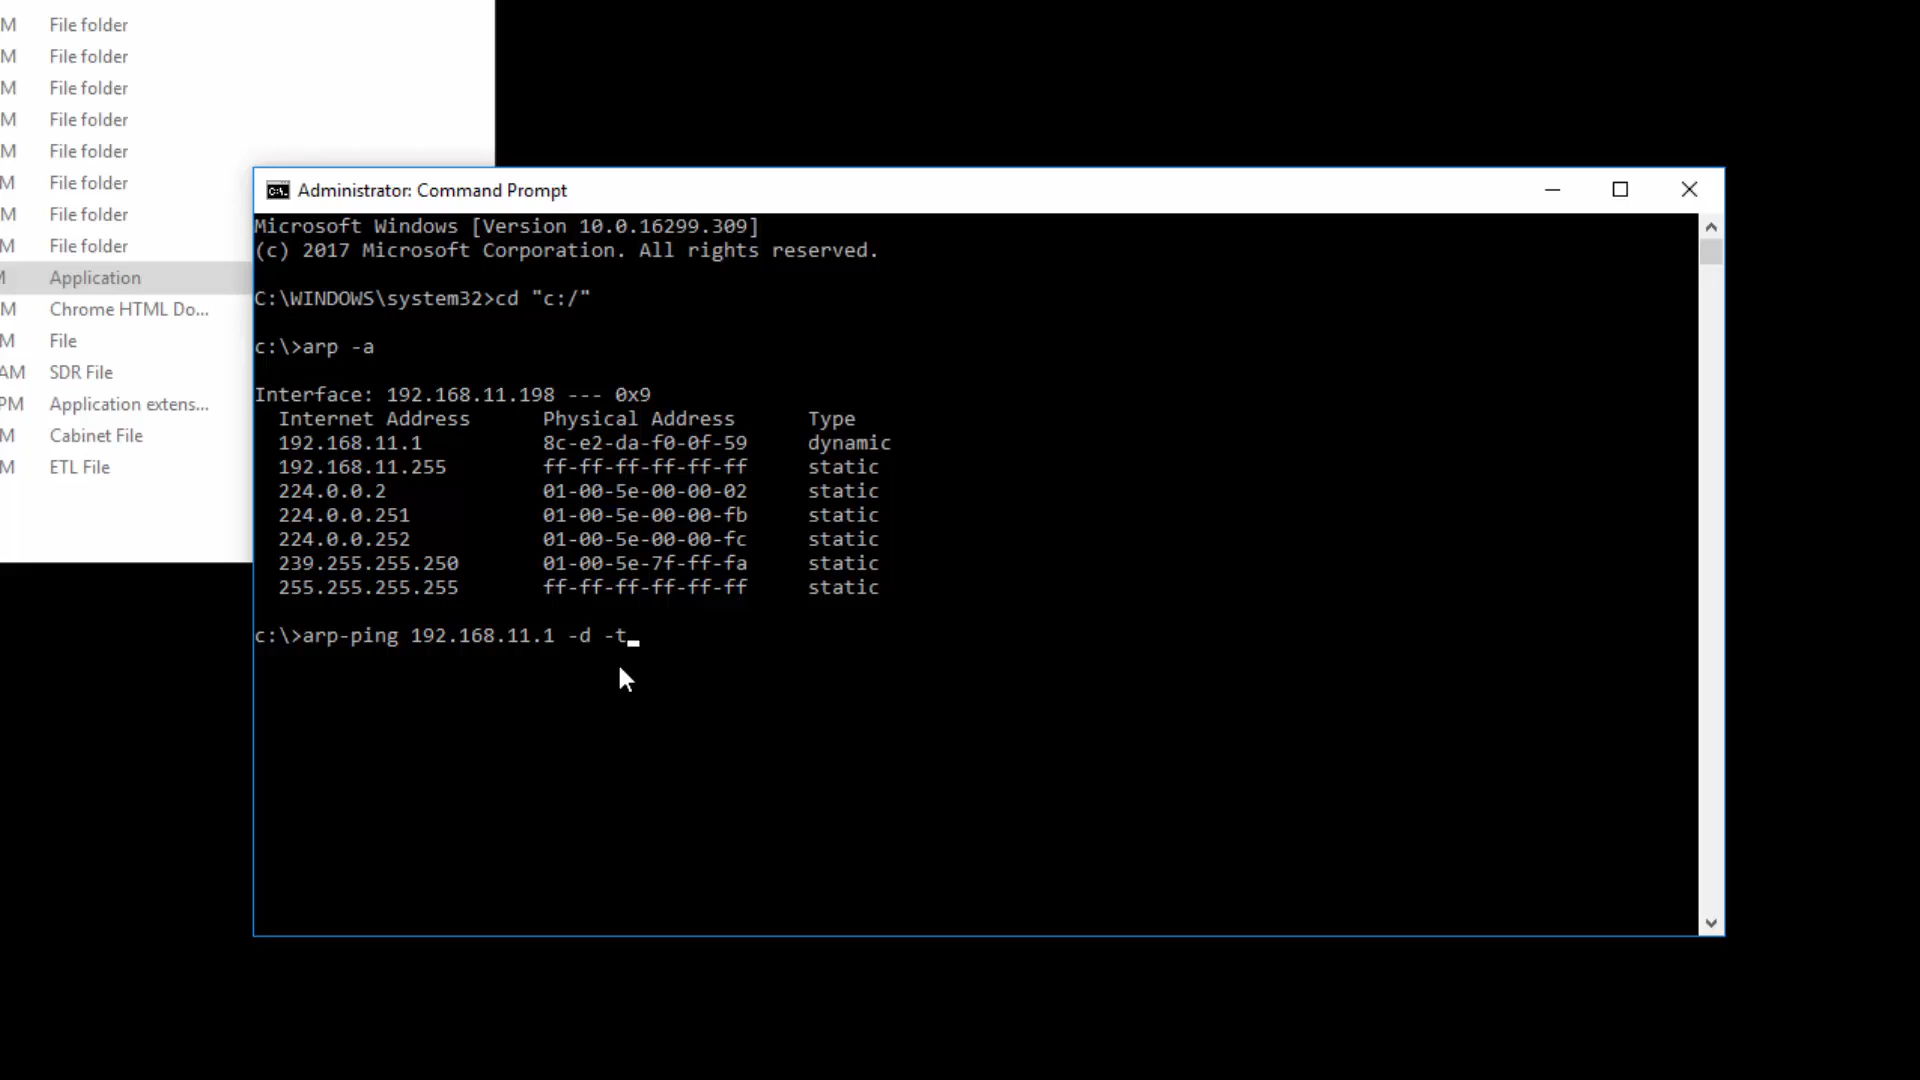 M File folder
M File folder
M File folder
M File folder
M File folder
M File folder
M File folder
M File folder
Application
M Chrome HTML Do...
M File
AM SDR File
PM Application extens...
M Cabinet File
M ETL File
Administrator: Command Prompt
Microsoft Windows [Version 10.0.16299.309]
(c) 2017 Microsoft Corporation. All rights reserved.
C:\WINDOWS\system32>cd "c:/"
c:\>arp -a
Interface: 192.168.11.198 --- 0x9
Internet Address Physical Address Type
192.168.11.1 8c-e2-da-f0-0f-59 dynamic
192.168.11.255 ff-ff-ff-ff-ff-ff static
224.0.0.2 01-00-5e-00-00-02 static
224.0.0.251 01-00-5e-00-00-fb static
224.0.0.252 01-00-5e-00-00-fc static
239.255.255.250 01-00-5e-7f-ff-fa static
255.255.255.255 ff-ff-ff-ff-ff-ff static
c:\>arp-ping 192.168.11.1 -d -t